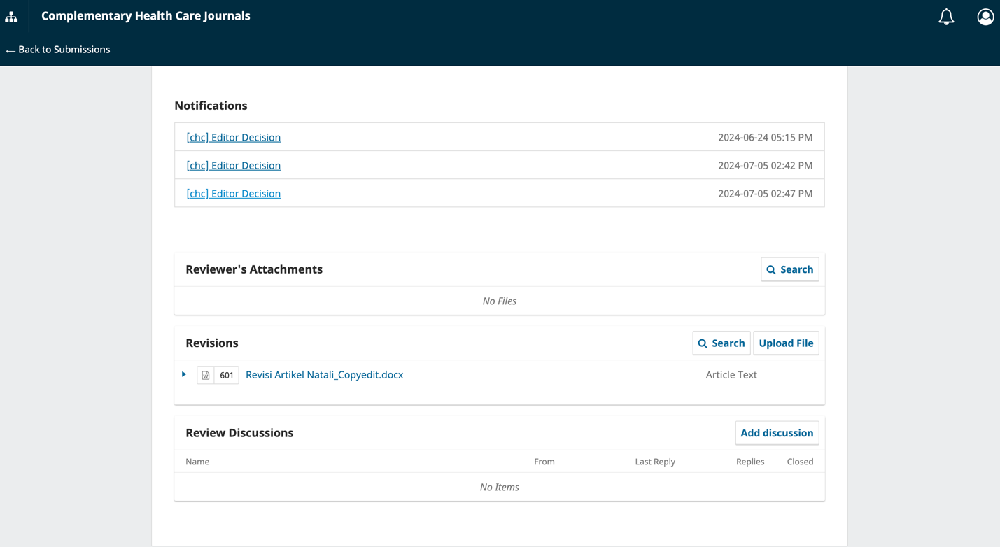 Complementary Health Care Journals
← Back to Submissions
Notifications
[chc] Editor Decision 2024-06-24 05:15 PM
[chc] Editor Decision 2024-07-05 02:42 PM
[chc] Editor Decision 2024-07-05 02:47 PM
Reviewer's Attachments Search
No Files
Revisions Search Upload File
601 Revisi Artikel Natali_Copyedit.docx Article Text
Review Discussions Add discussion
Name From Last Reply Replies Closed
No Items